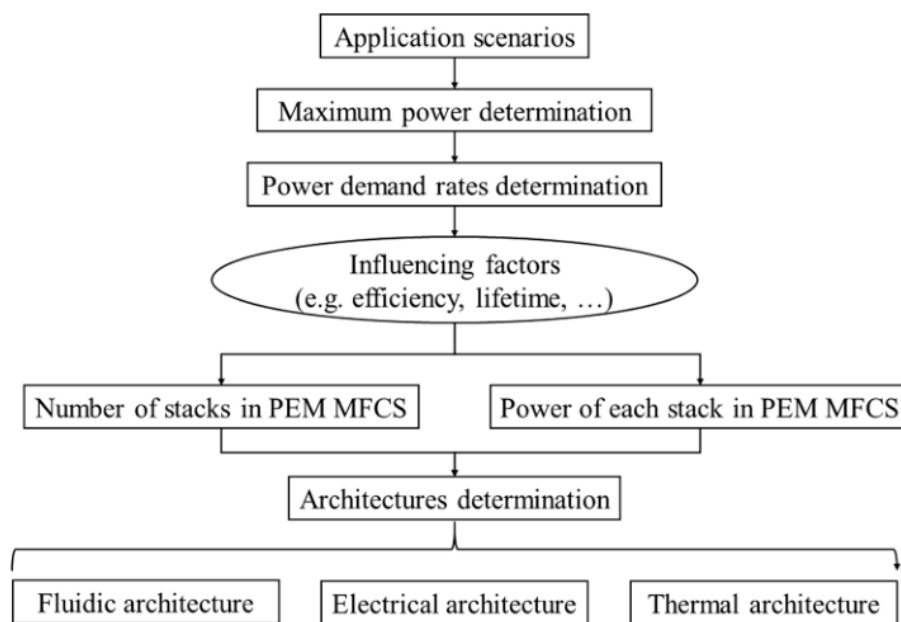 Application scenarios
Maximum power determination
Power demand rates determination
Influencing factors
(e.g. efficiency, lifetime, …)
Number of stacks in PEM MFCS
Power of each stack in PEM MFCS
Architectures determination
Fluidic architecture
Electrical architecture
Thermal architecture